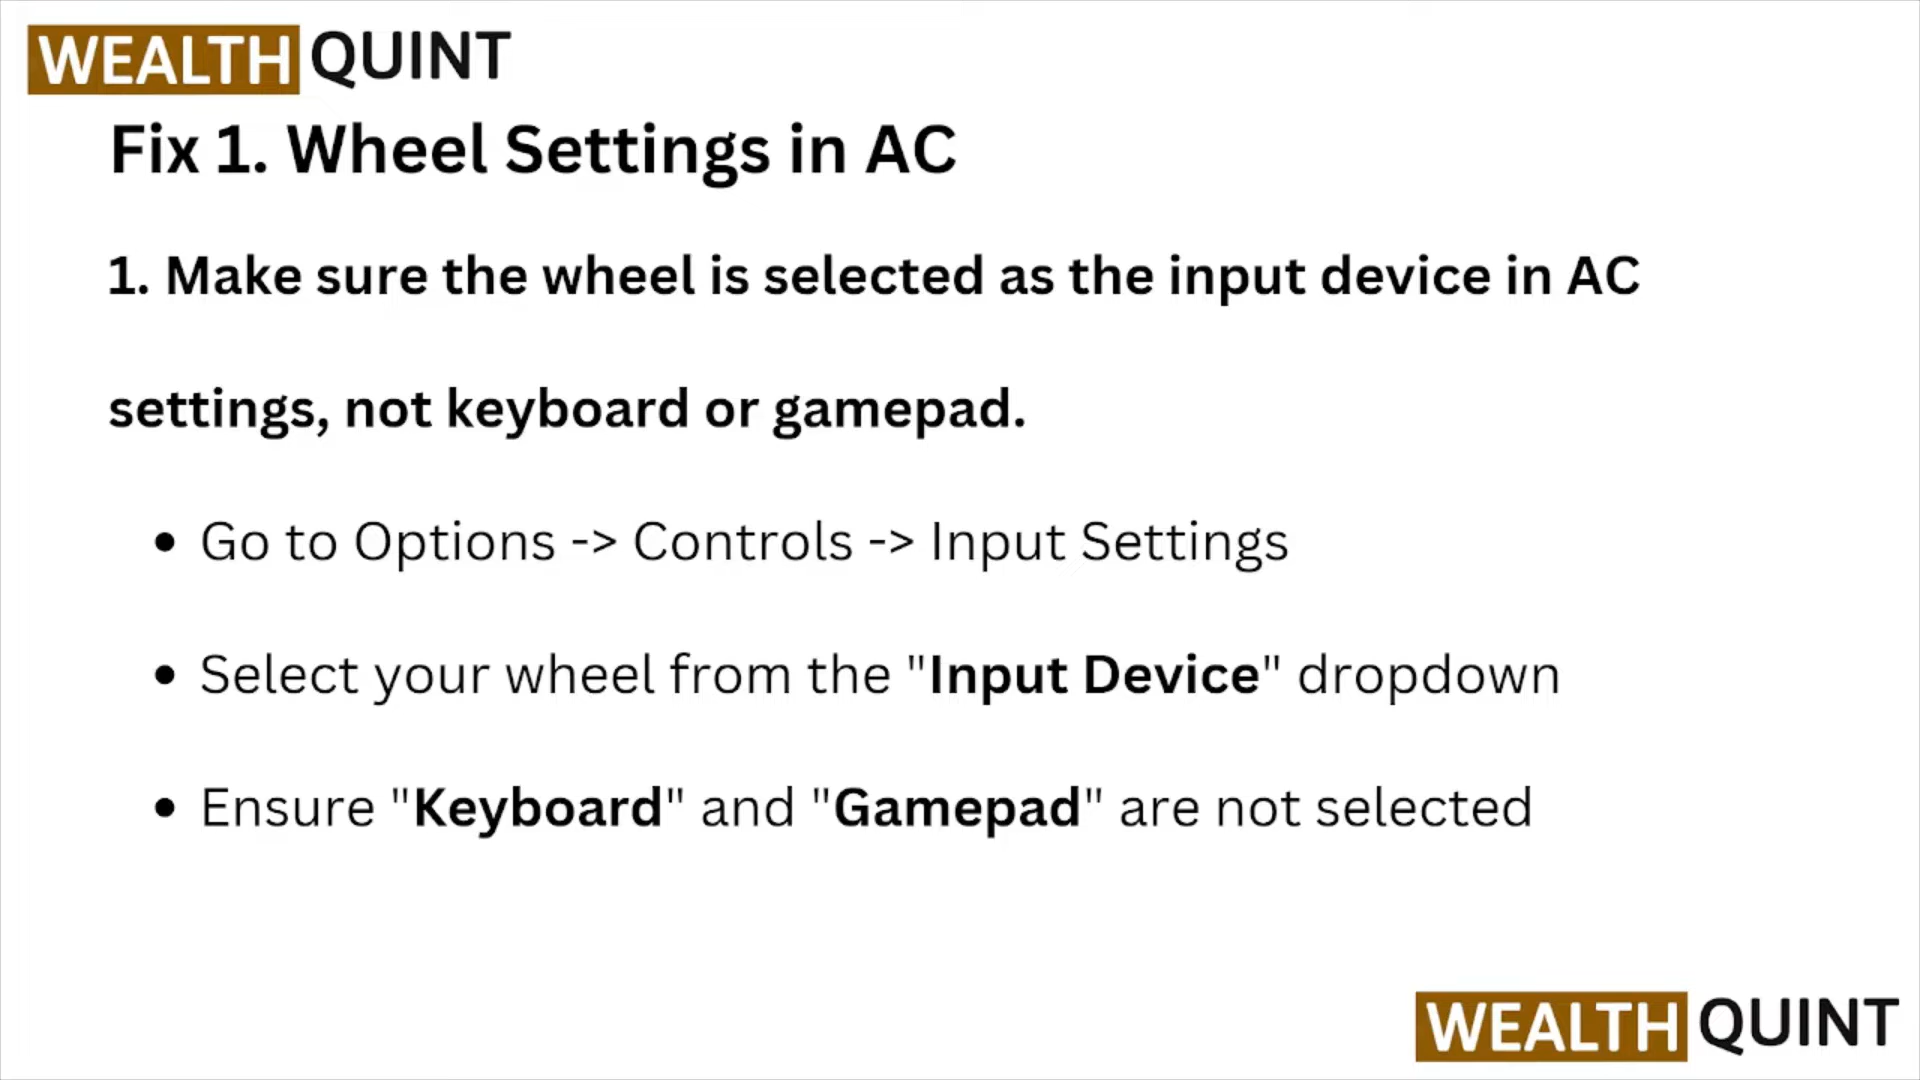 WEALTH QUINT
Fix 1. Wheel Settings in AC
1. Make sure the wheel is selected as the input device in AC
settings, not keyboard or gamepad.
• Go to Options -> Controls -> Input Settings
• Select your wheel from the "Input Device" dropdown
• Ensure "Keyboard" and "Gamepad" are not selected
WEALTH QUINT